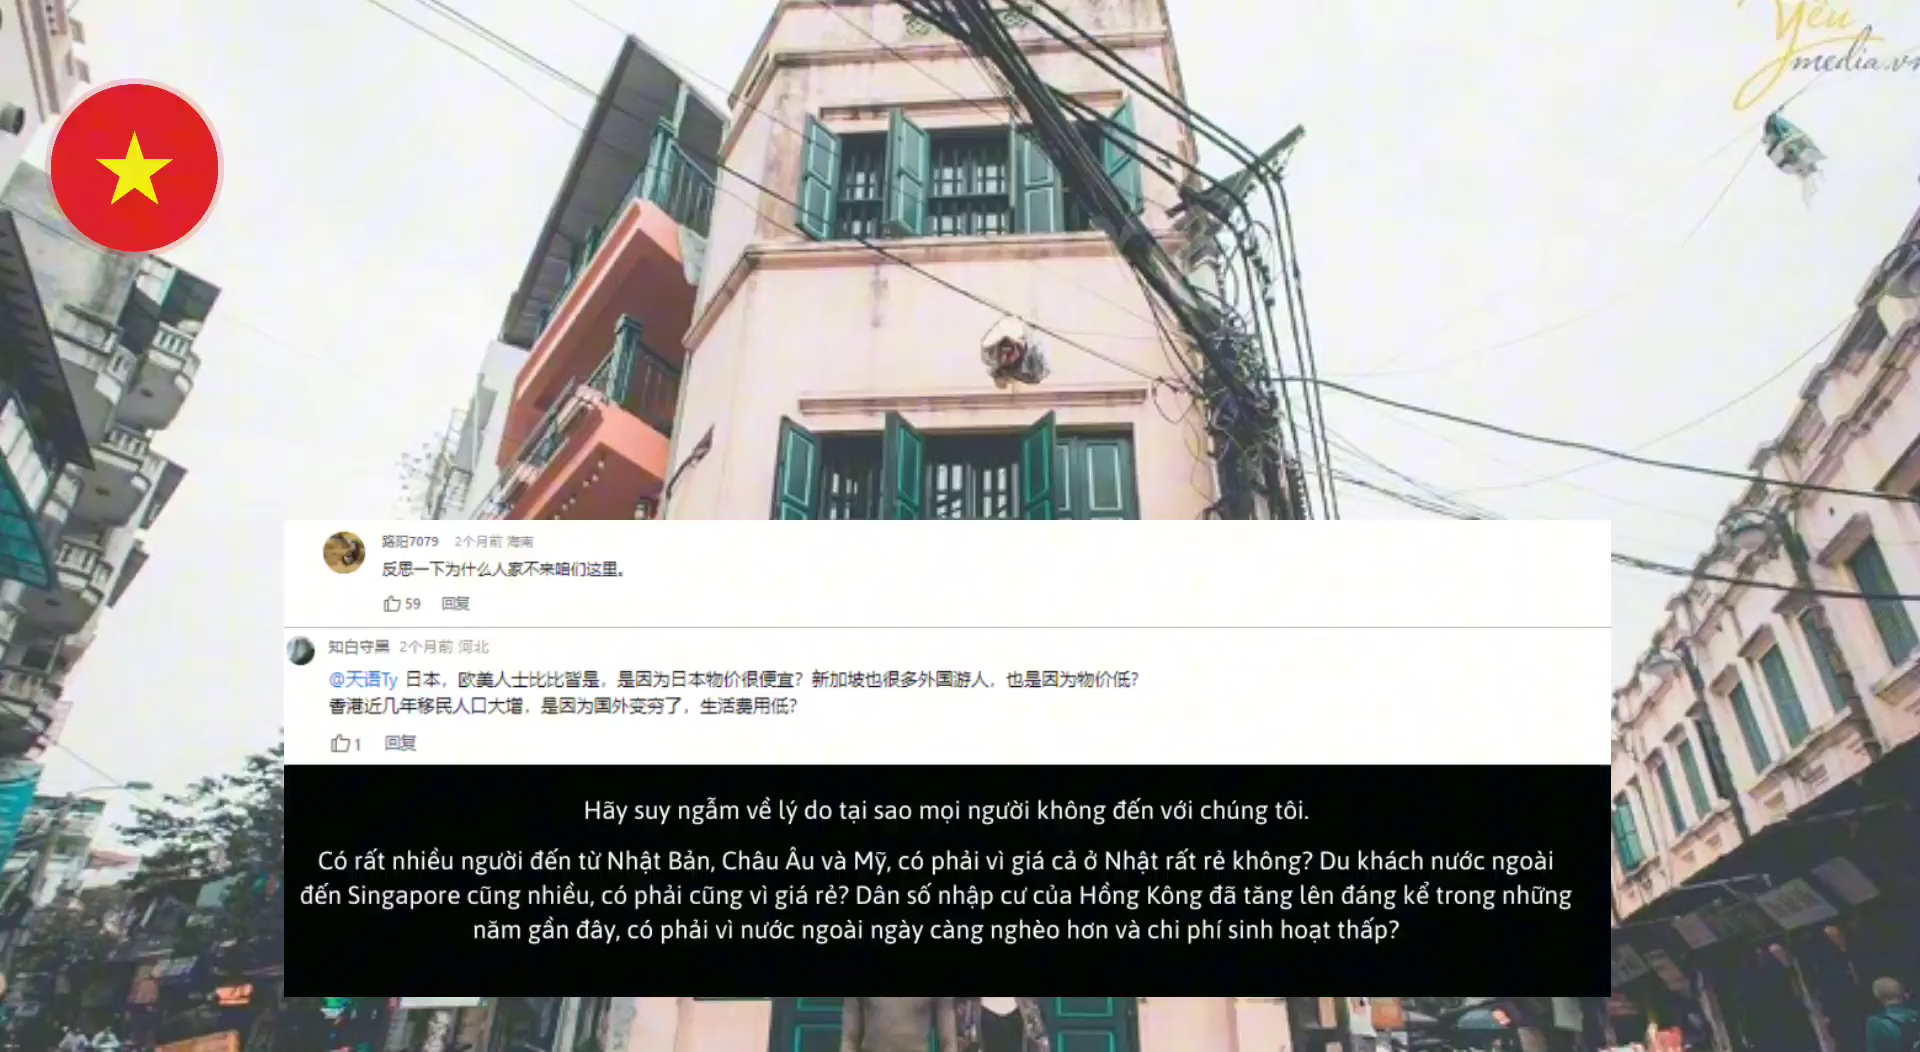 Yêu
media.vn
路阳7079 2个月前 海南
反思一下为什么人家不来咱们这里。
59 回复
知白守黑 2个月前 河北
@天语Ty 日本，欧美人士比比皆是，是因为日本物价很便宜？新加坡也很多外国游人，也是因为物价低？
香港近几年移民人口大增，是因为国外变穷了，生活费用低？
1 回复
Hãy suy ngẫm về lý do tại sao mọi người không đến với chúng tôi.
Có rất nhiều người đến từ Nhật Bản, Châu Âu và Mỹ, có phải vì giá cả ở Nhật rất rẻ không? Du khách nước ngoài
đến Singapore cũng nhiều, có phải cũng vì giá rẻ? Dân số nhập cư của Hồng Kông đã tăng lên đáng kể trong những
năm gần đây, có phải vì nước ngoài ngày càng nghèo hơn và chi phí sinh hoạt thấp?